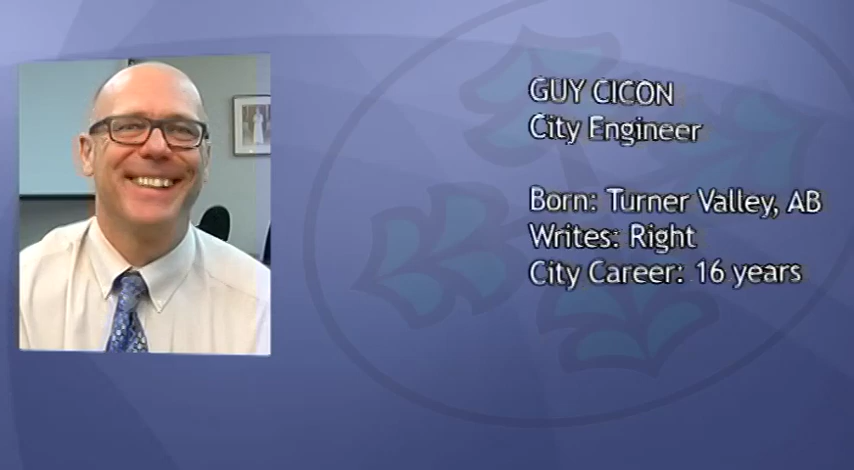 GUY CICON
City Engineer
Born: Turner Valley, AB
Writes: Right
City Career: 16 years